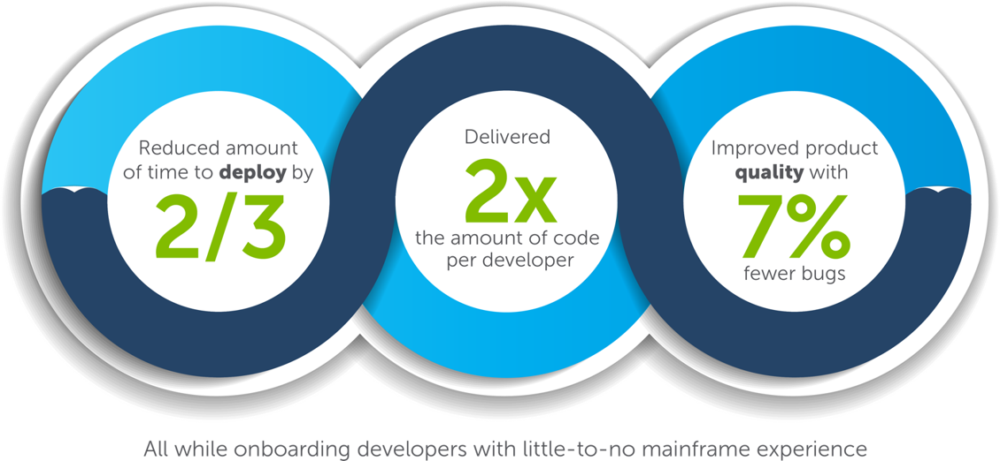 Reduced amount
of time to deploy by
2/3
Delivered
2x
the amount of code
per developer
Improved product
quality with
7%
fewer bugs
All while onboarding developers with little-to-no mainframe experience